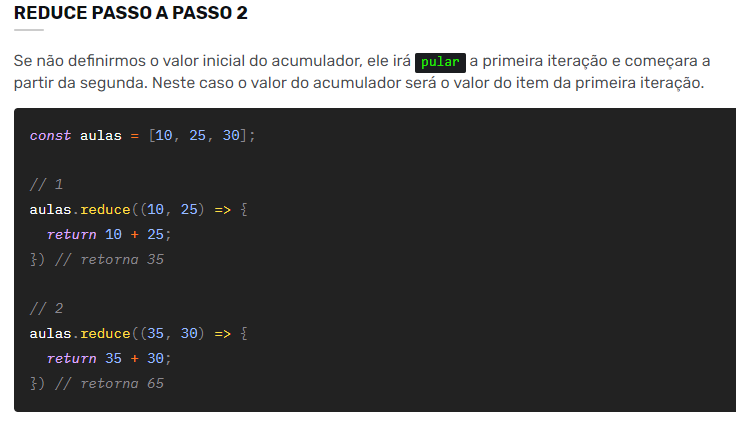 REDUCE PASSO A PASSO 2
Se não definirmos o valor inicial do acumulador, ele irá pular a primeira iteração e começara a
partir da segunda. Neste caso o valor do acumulador será o valor do item da primeira iteração.
const aulas = [10, 25, 30];
// 1
aulas.reduce((10, 25) => {
  return 10 + 25;
}) // retorna 35
// 2
aulas.reduce((35, 30) => {
  return 35 + 30;
}) // retorna 65